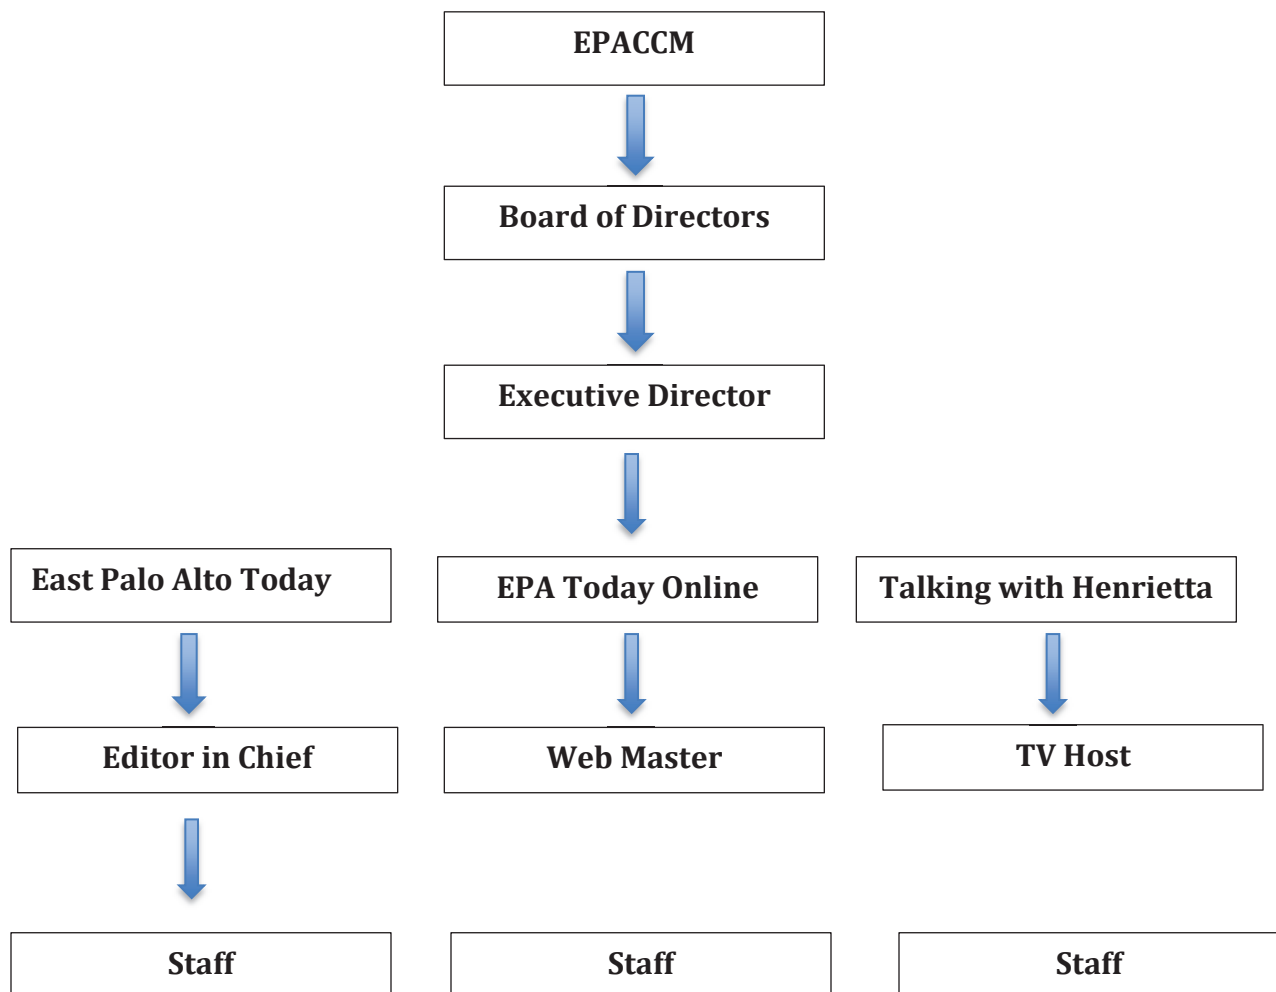 EPACCM
Board of Directors
Executive Director
East Palo Alto Today
EPA Today Online
Talking with Henrietta
Editor in Chief
Web Master
TV Host
Staff
Staff
Staff